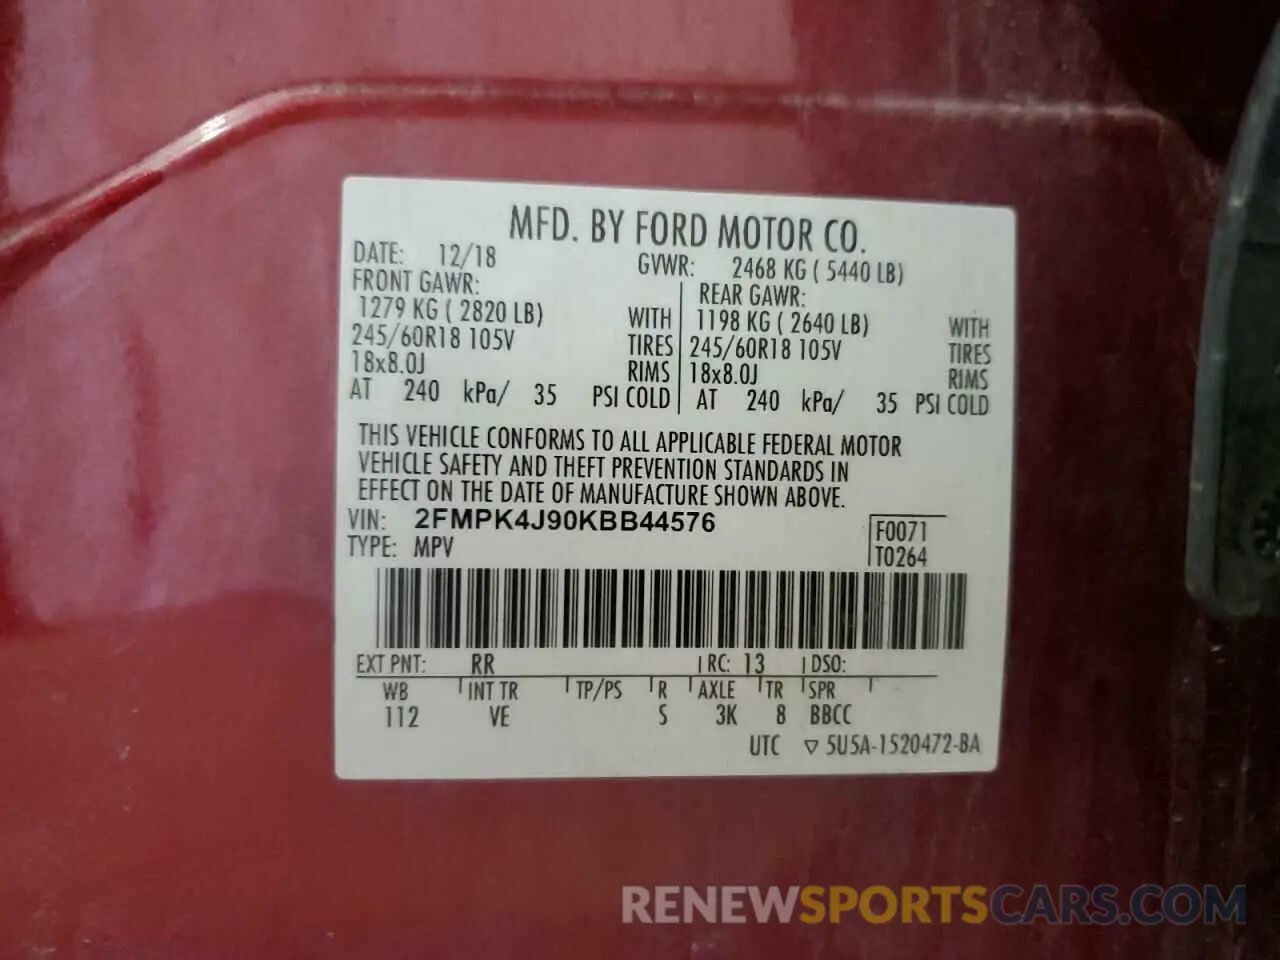 MFD. BY FORD MOTOR CO.
DATE: 12/18 GVWR: 2468 KG ( 5440 LB)
FRONT GAWR: REAR GAWR:
1279 KG ( 2820 LB) WITH 1198 KG ( 2640 LB) WITH
245/60R18 105V TIRES 245/60R18 105V TIRES
18x8.0J RIMS 18x8.0J RIMS
AT 240 kPa/ 35 PSI COLD AT 240 kPa/ 35 PSI COLD
THIS VEHICLE CONFORMS TO ALL APPLICABLE FEDERAL MOTOR
VEHICLE SAFETY AND THEFT PREVENTION STANDARDS IN
EFFECT ON THE DATE OF MANUFACTURE SHOWN ABOVE.
VIN: 2FMPK4J90KBB44576 F0071
TYPE: MPV T0264
EXT PNT: RR RC: 13 DSO:
WB INT TR TP/PS R AXLE TR SPR
112 VE S 3K 8 BBCC
UTC ▽ 5U5A-1520472-BA
RENEWSPORTSCARS.COM